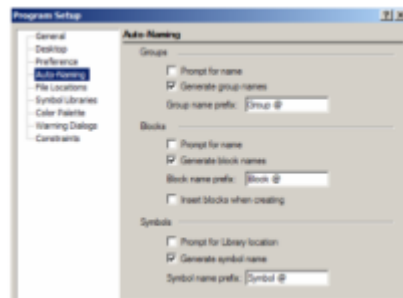 Program Setup
General
Desktop
Preference
Auto-Naming
File Locations
Symbol Libraries
Color Palette
Warning Dialogs
Constraints
Auto-Naming
Groups
Prompt for name
Generate group names
Group name prefix: Group @
Blocks
Prompt for name
Generate block names
Block name prefix: Block @
Insert blocks when creating
Symbols
Prompt for Library location
Generate symbol name
Symbol name prefix: Symbol @